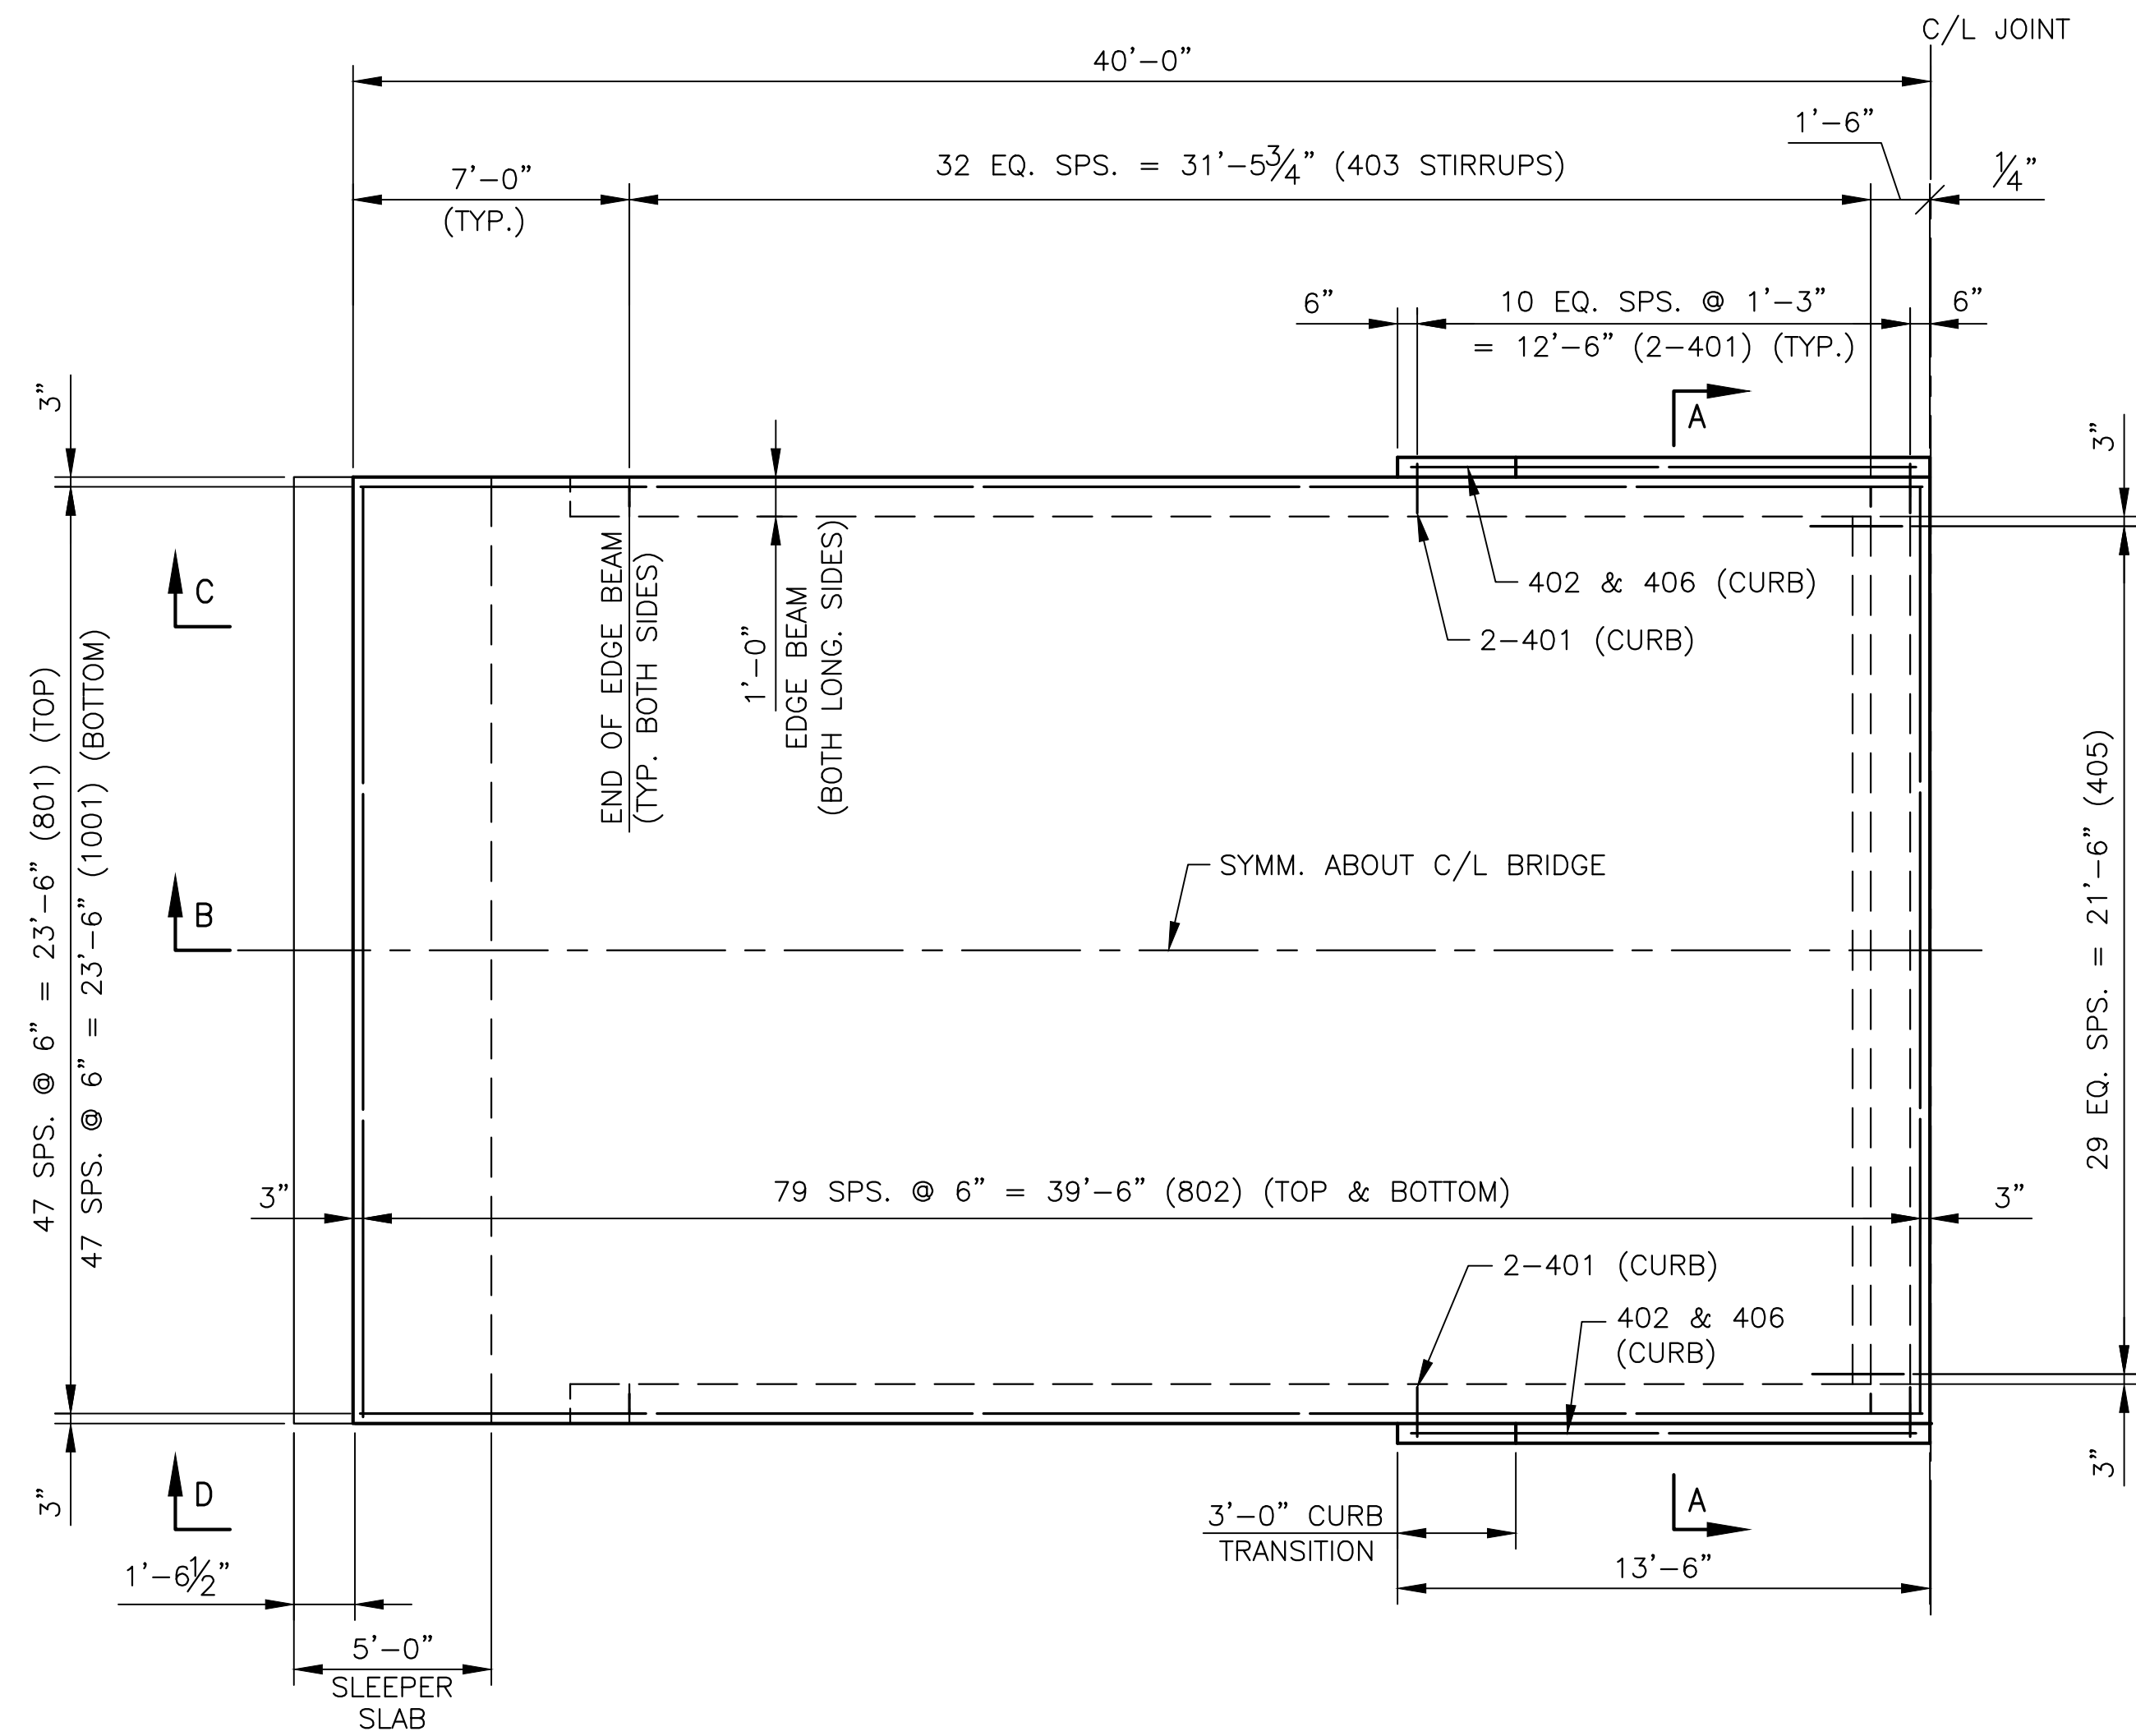 C/L JOINT
40'-0"
1'-6"
7'-0"
(TYP.)
32 EQ. SPS. = 31'-5 3/4" (403 STIRRUPS)
1/4"
6"
10 EQ. SPS. @ 1'-3"
= 12'-6" (2-401) (TYP.)
6"
3"
A
3"
C
402 & 406 (CURB)
2-401 (CURB)
END OF EDGE BEAM
(TYP. BOTH SIDES)
1'-0"
EDGE BEAM
(BOTH LONG. SIDES)
47 SPS. @ 6" = 23'-6" (801) (TOP)
47 SPS. @ 6" = 23'-6" (1001) (BOTTOM)
29 EQ. SPS. = 21'-6" (405)
SYMM. ABOUT C/L BRIDGE
B
3"
79 SPS. @ 6" = 39'-6" (802) (TOP & BOTTOM)
3"
2-401 (CURB)
402 & 406
(CURB)
3"
D
3'-0" CURB
TRANSITION
A
3"
1'-6 1/2"
13'-6"
5'-0"
SLEEPER
SLAB